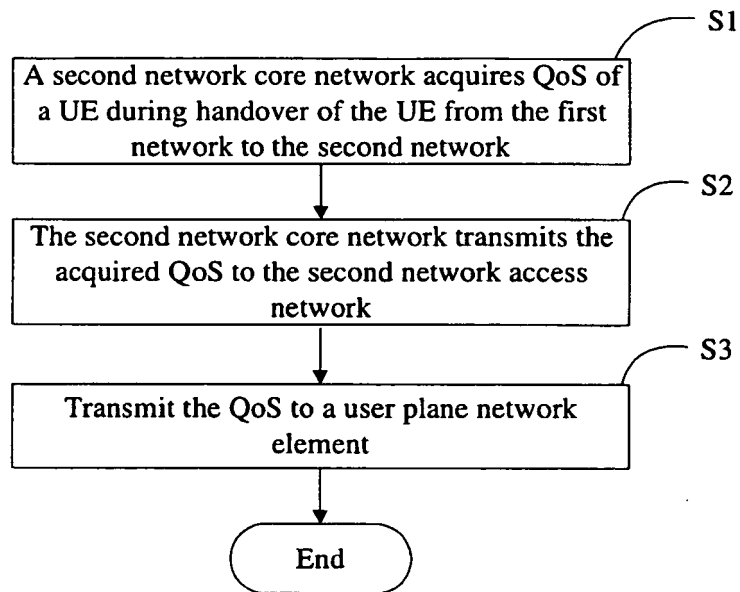 S1
A second network core network acquires QoS of
a UE during handover of the UE from the first
network to the second network
S2
The second network core network transmits the
acquired QoS to the second network access
network
S3
Transmit the QoS to a user plane network
element
End